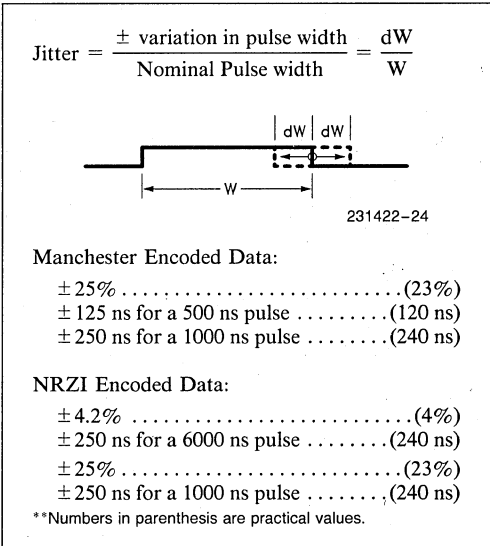 Jitter = ± variation in pulse width / Nominal Pulse width = dW / W
dW dW
W
231422-24
Manchester Encoded Data:
±25% ............................(23%)
±125 ns for a 500 ns pulse .........(120 ns)
±250 ns for a 1000 ns pulse ........(240 ns)
NRZI Encoded Data:
±4.2% ............................(4%)
±250 ns for a 6000 ns pulse ........(240 ns)
±25% ............................(23%)
±250 ns for a 1000 ns pulse ........(240 ns)
**Numbers in parenthesis are practical values.